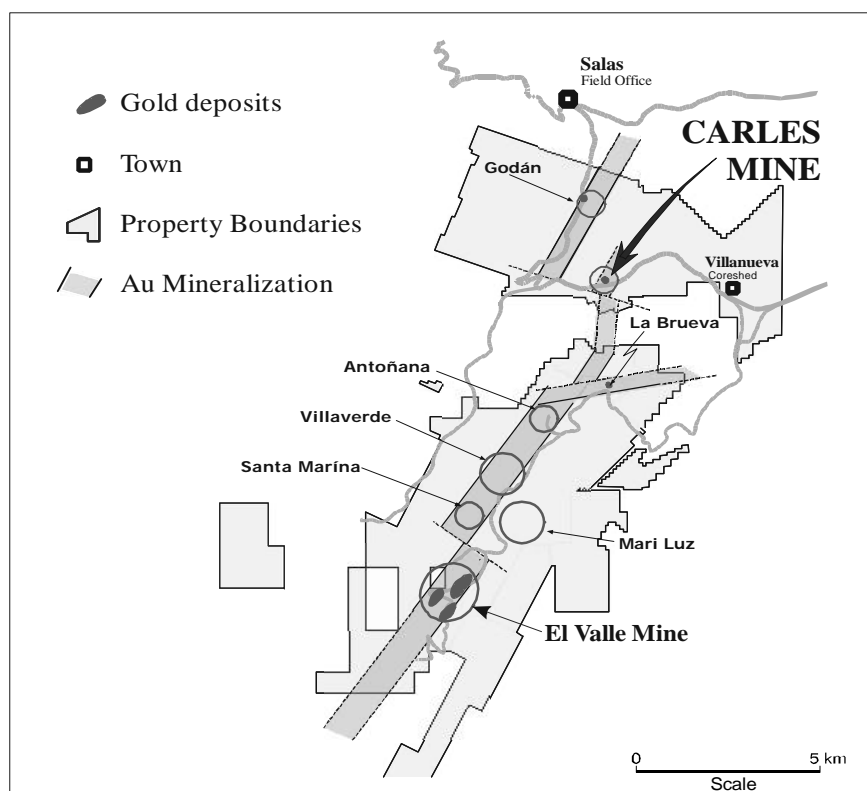 Gold deposits
Town
Property Boundaries
Au Mineralization
Salas
Field Office
CARLES
MINE
Godán
Villanueva
Coreshed
La Brueva
Antoñana
Villaverde
Santa Marína
Mari Luz
El Valle Mine
0 5 km
Scale